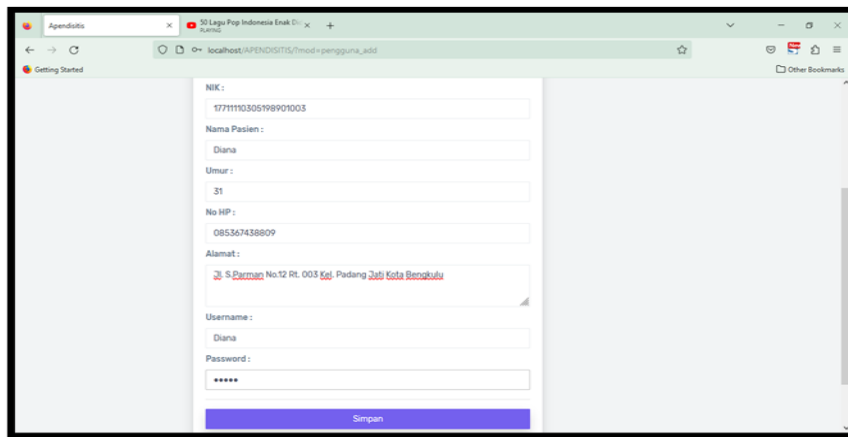 Apendisitis
50 Lagu Pop Indonesia Enak
PLAYING
localhost/APENDISITIS/?mod=pengguna_add
Getting Started
Other Bookmarks
NIK :
17711110305198901003
Nama Pasien :
Diana
Umur :
31
No HP :
085367438809
Alamat :
Jl. S.Parman No.12 Rt. 003 Kel. Padang Jati Kota Bengkulu
Username :
Diana
Password :
•••••
Simpan